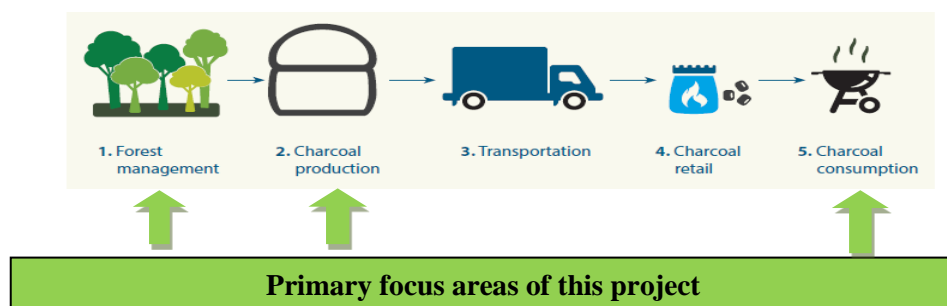 1. Forest
management
2. Charcoal
production
3. Transportation
4. Charcoal
retail
5. Charcoal
consumption
Primary focus areas of this project